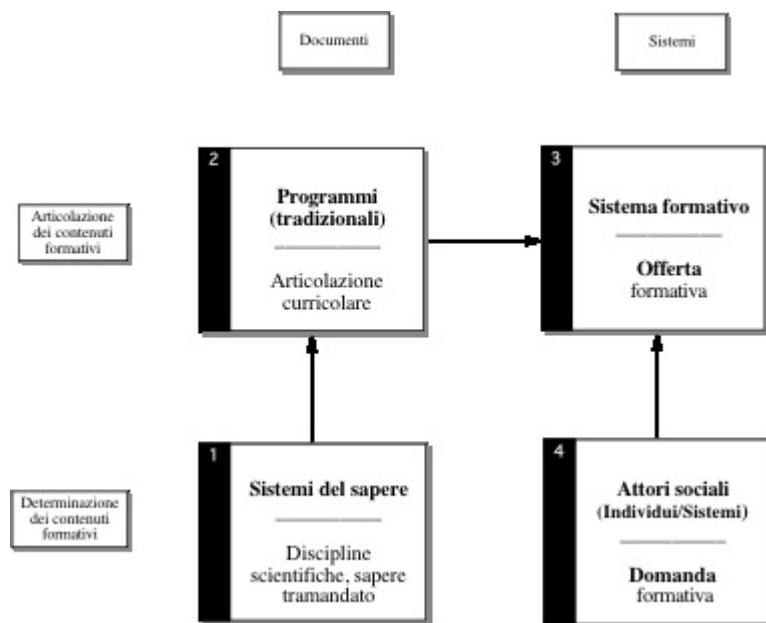 Documenti
Sistemi
2
Programmi
(tradizionali)
Articolazione
curricolare
3
Sistema formativo
Offerta
formativa
Articolazione
dei contenuti
formativi
1
Sistemi del sapere
Discipline
scientifiche, sapere
tramandato
4
Attori sociali
(Individui/Sistemi)
Domanda
formativa
Determinazione
dei contenuti
formativi